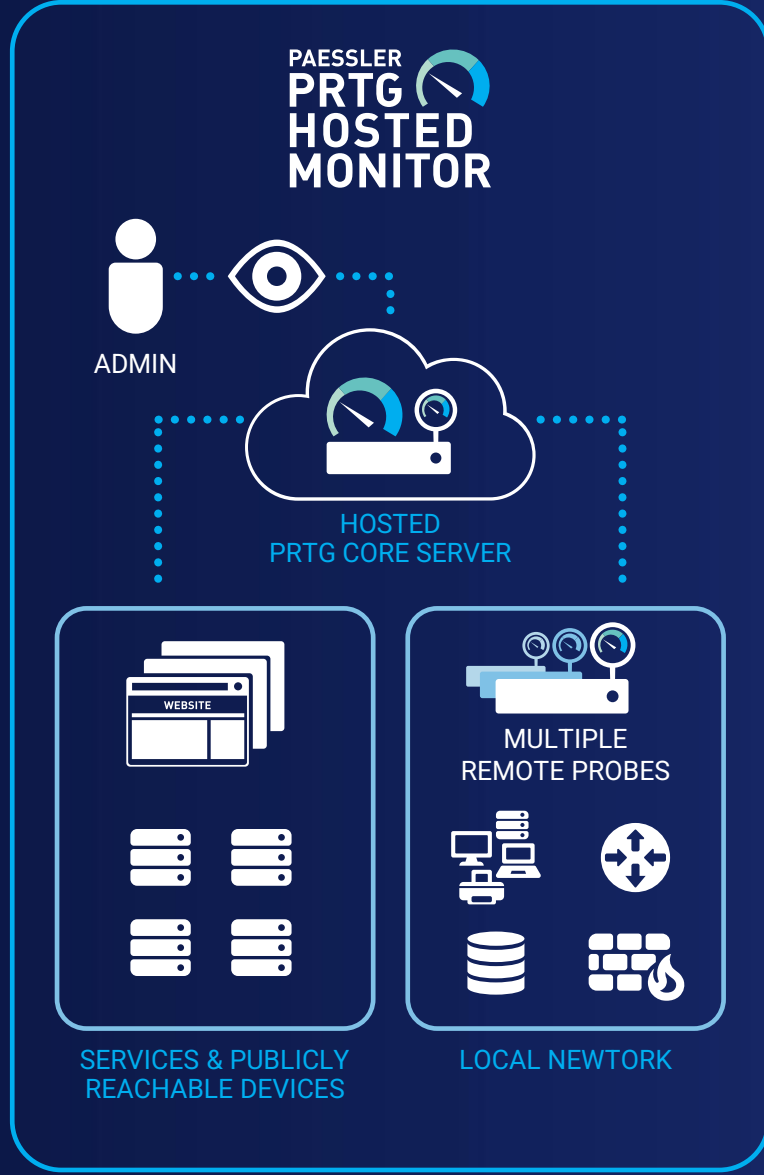 PAESSLER
PRTG
HOSTED
MONITOR
ADMIN
HOSTED
PRTG CORE SERVER
WEBSITE
MULTIPLE
REMOTE PROBES
SERVICES & PUBLICLY
REACHABLE DEVICES
LOCAL NEWTORK